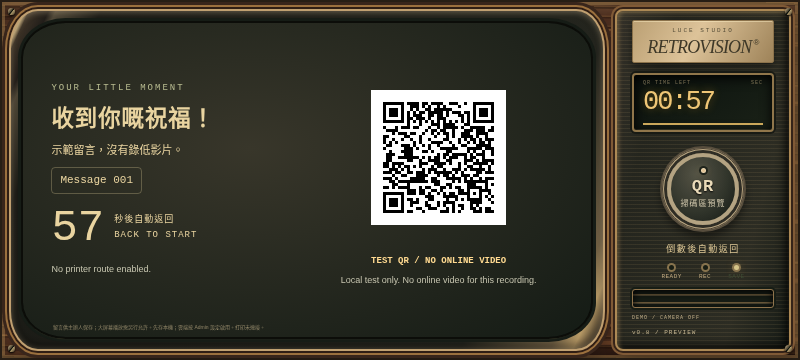 YOUR LITTLE MOMENT
收到你嘅祝福！
示範留言，沒有錄低影片。
Message 001
57 秒後自動返回
BACK TO START
No printer route enabled.
TEST QR / NO ONLINE VIDEO
Local test only. No online video for this recording.
LUCE STUDIO
RETROVISION®
QR TIME LEFT SEC
00:57
QR
掃碼區預覽
倒數後自動返回
READY REC
DEMO / CAMERA OFF
v0.8 / PREVIEW